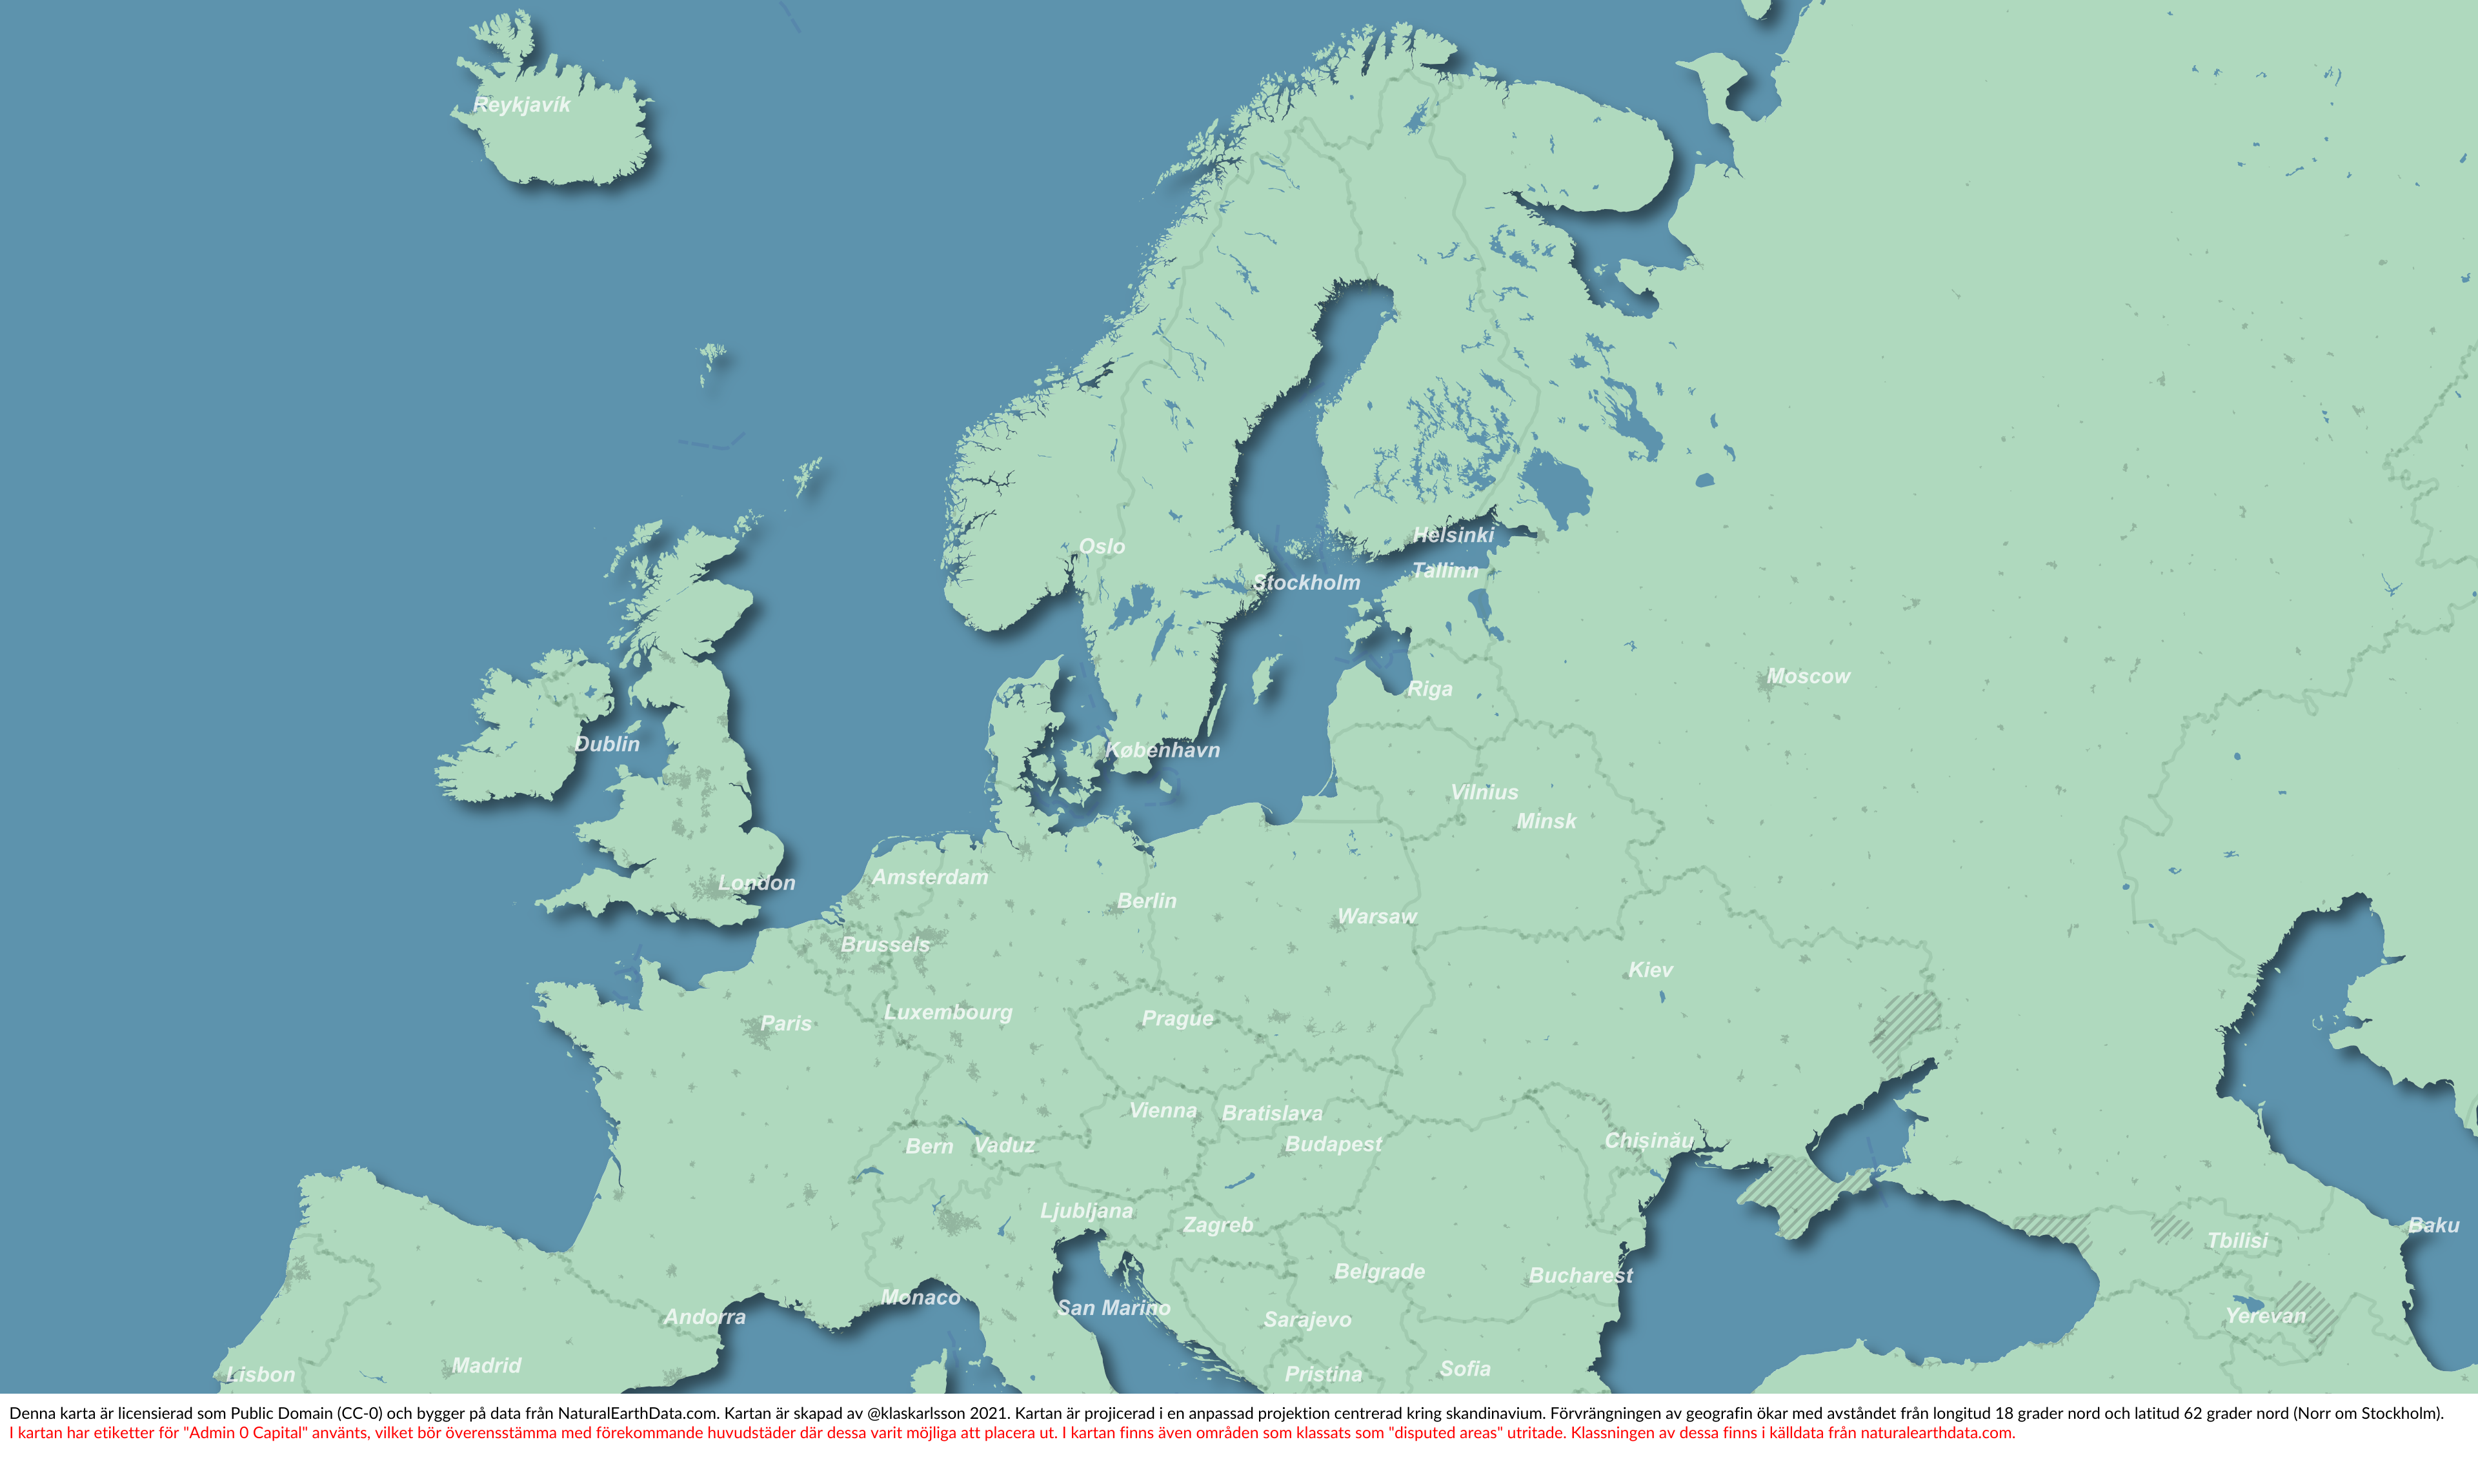 Reykjavík
Helsinki
Oslo
Tallinn
Stockholm
Moscow
Riga
Dublin
København
Vilnius
Minsk
London
Amsterdam
Berlin
Warsaw
Brussels
Kiev
Luxembourg
Prague
Paris
Vienna
Bratislava
Chișinău
Budapest
Bern
Vaduz
Ljubljana
Zagreb
Baku
Tbilisi
Belgrade
Bucharest
Monaco
San Marino
Andorra
Sarajevo
Yerevan
Madrid
Sofia
Lisbon
Pristina
Denna karta är licensierad som Public Domain (CC-0) och bygger på data från NaturalEarthData.com. Kartan är skapad av @klaskarlsson 2021. Kartan är projicerad i en anpassad projektion centrerad kring skandinavium. Förvrängningen av geografin ökar med avståndet från longitud 18 grader nord och latitud 62 grader nord (Norr om Stockholm).
I kartan har etiketter för "Admin 0 Capital" använts, vilket bör överensstämma med förekommande huvudstäder där dessa varit möjliga att placera ut. I kartan finns även områden som klassats som "disputed areas" utritade. Klassningen av dessa finns i källdata från naturalearthdata.com.